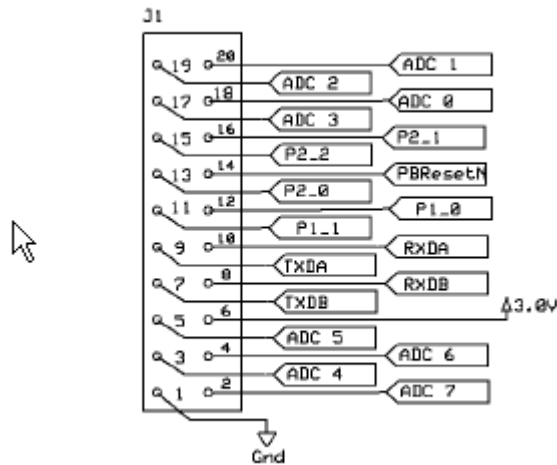 J1
19 20 ADC 1
ADC 2
17 18 ADC 0
ADC 3
15 16 P2_1
P2_2
13 14 PBResetN
P2_0
11 12 P1_0
P1_1
9 10 RXDA
TXDA
7 8 RXDB
TXDB
5 6 3.0V
ADC 5
3 4 ADC 6
ADC 4
1 2 ADC 7
Gnd